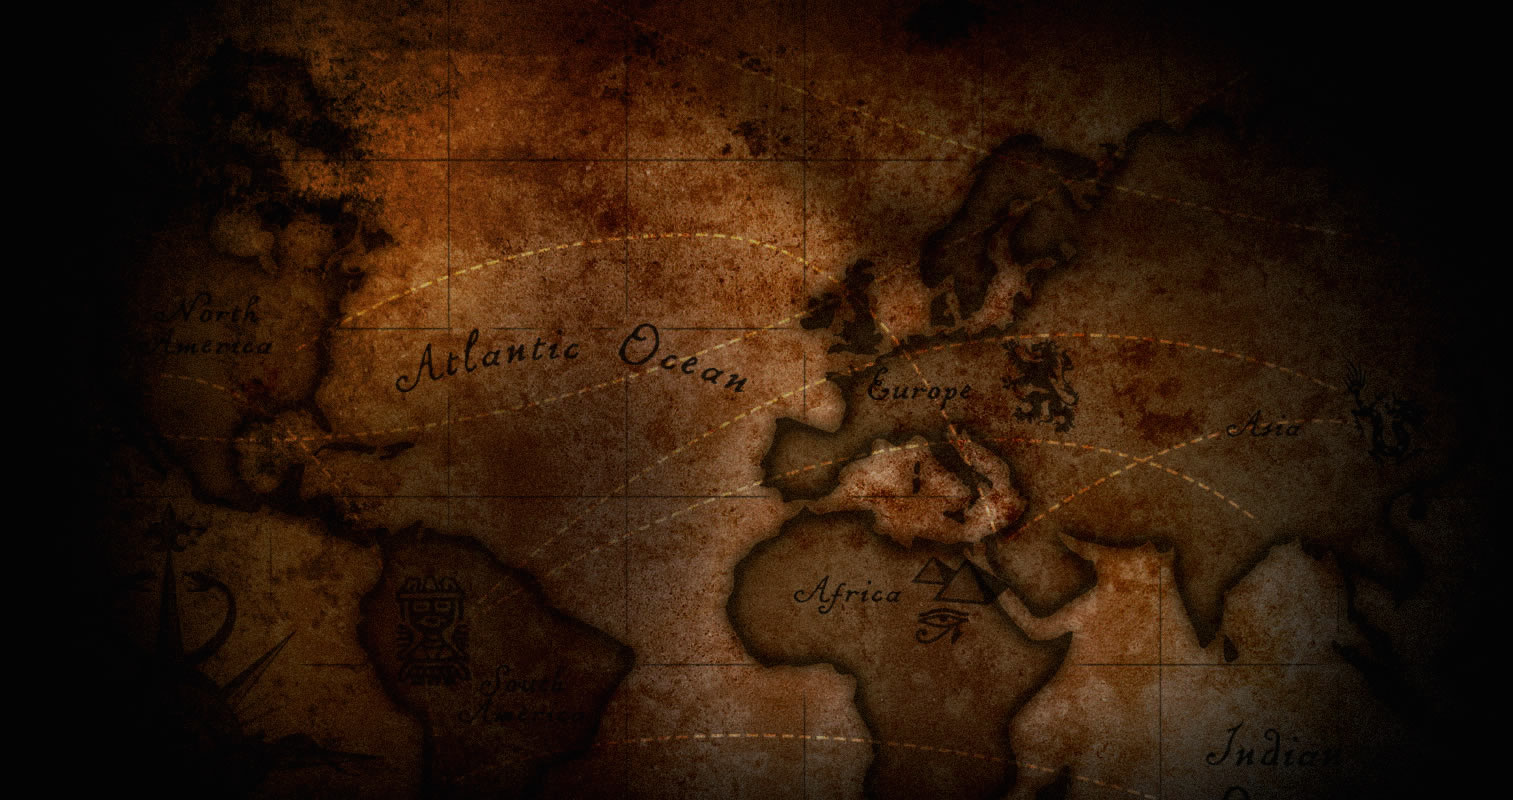 North
America
Atlantic Ocean
Europe
Asia
Africa
South
America
Indian